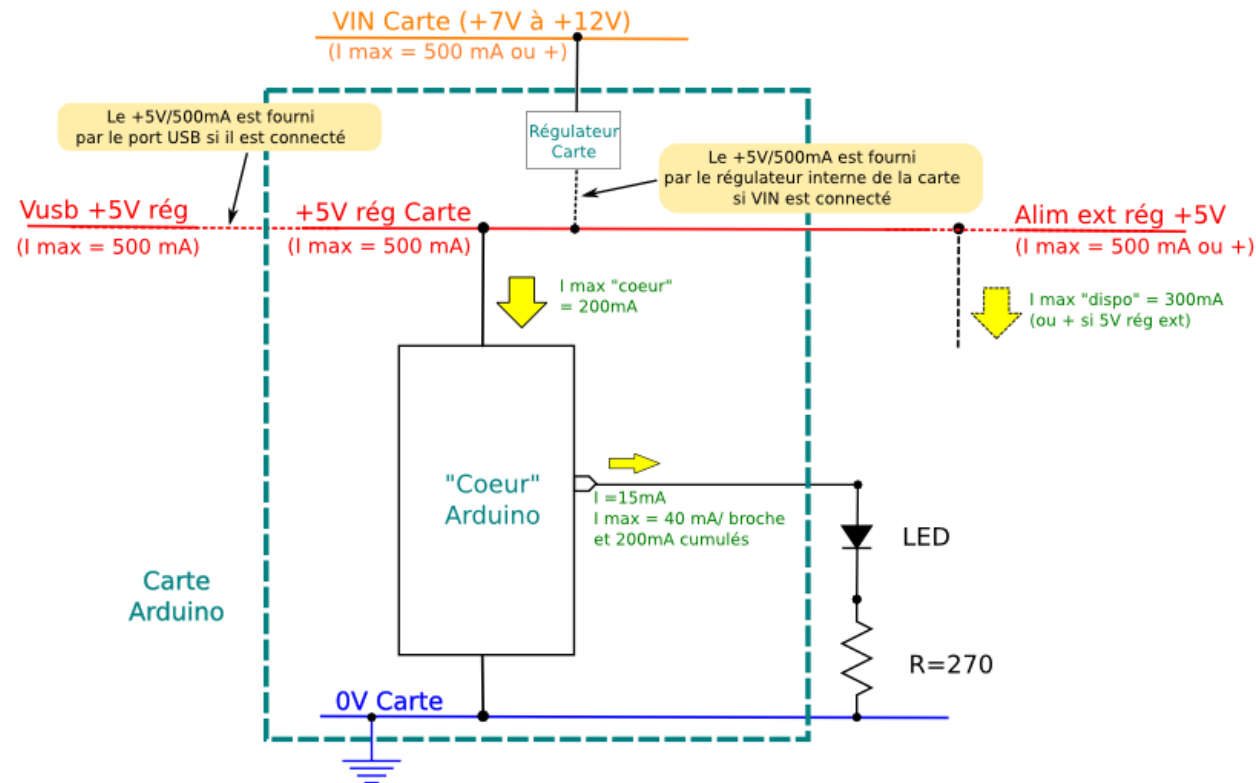 VIN Carte (+7V à +12V)
(I max = 500 mA ou +)
Le +5V/500mA est fourni
par le port USB si il est connecté
Régulateur
Carte
Le +5V/500mA est fourni
par le régulateur interne de la carte
si VIN est connecté
Vusb +5V rég
(I max = 500 mA)
+5V rég Carte
(I max = 500 mA)
Alim ext rég +5V
(I max = 500 mA ou +)
I max "coeur"
= 200mA
I max "dispo" = 300mA
(ou + si 5V rég ext)
"Coeur"
Arduino
I =15mA
I max = 40 mA/ broche
et 200mA cumulés
LED
Carte
Arduino
R=270
0V Carte